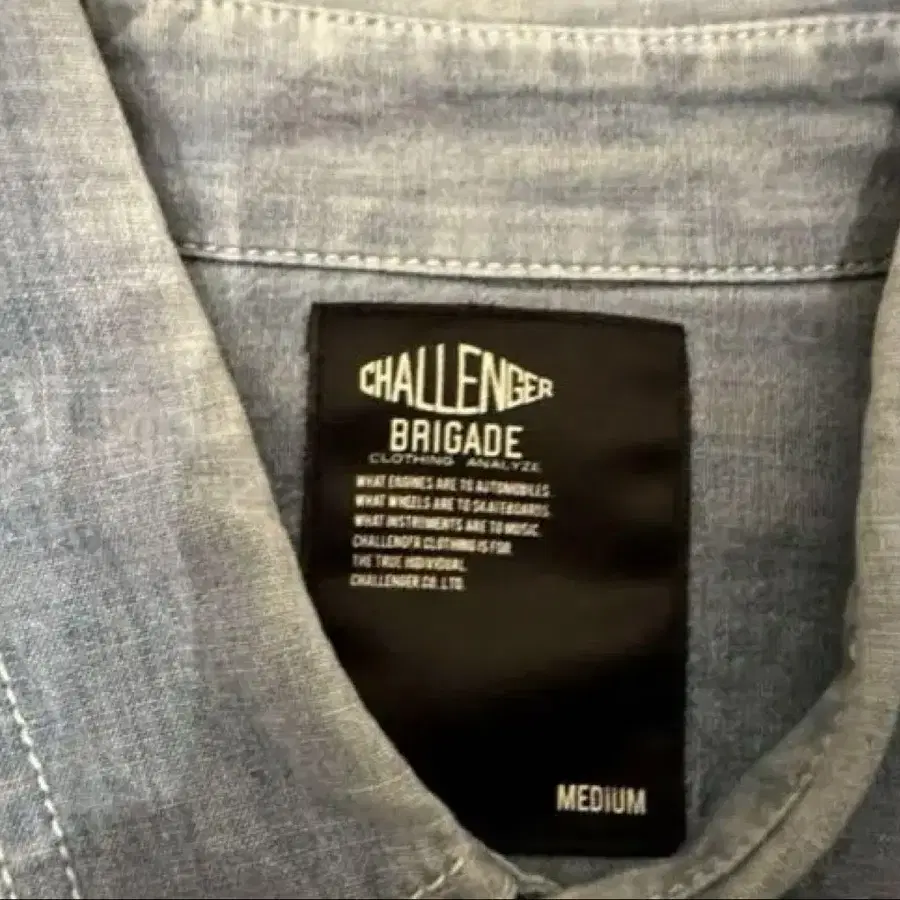 CHALLENGER
BRIGADE
CLOTHING ANALYZE
WHAT ENGINES ARE TO AUTOMOBILES
WHAT WHEELS ARE TO SKATEBOARDS
WHAT INSTRUMENTS ARE TO MUSIC
CHALLENGER CLOTHING IS FOR
THE TRUE INDIVIDUAL
CHALLENGER CO. LTD.
MEDIUM